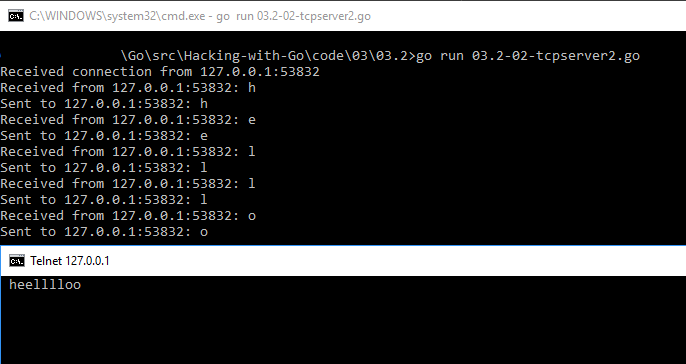 C:\WINDOWS\system32\cmd.exe - go run 03.2-02-tcpserver2.go
\Go\src\Hacking-with-Go\code\03\03.2>go run 03.2-02-tcpserver2.go
Received connection from 127.0.0.1:53832
Received from 127.0.0.1:53832: h
Sent to 127.0.0.1:53832: h
Received from 127.0.0.1:53832: e
Sent to 127.0.0.1:53832: e
Received from 127.0.0.1:53832: l
Sent to 127.0.0.1:53832: l
Received from 127.0.0.1:53832: l
Sent to 127.0.0.1:53832: l
Received from 127.0.0.1:53832: o
Sent to 127.0.0.1:53832: o
Telnet 127.0.0.1
heelllloo